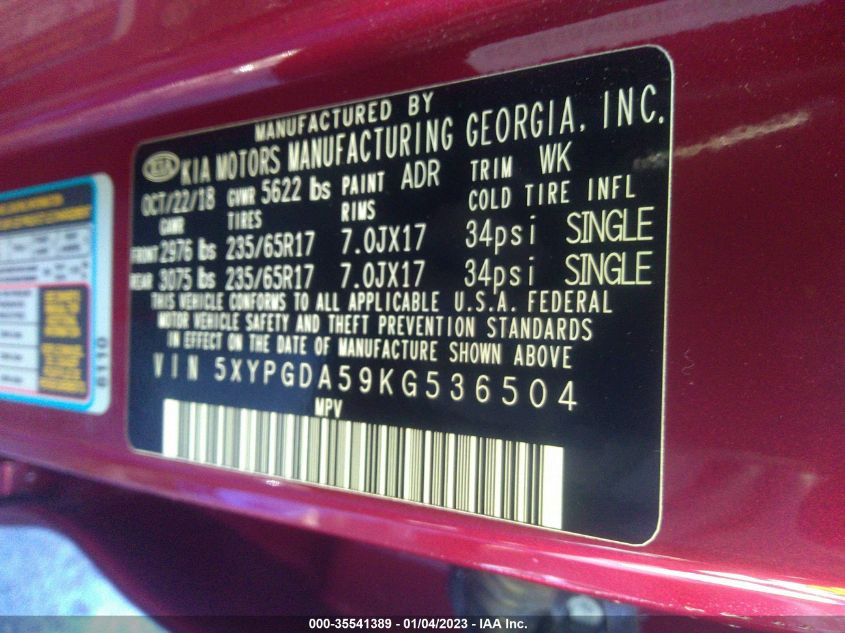 MANUFACTURED BY
KIA KIA MOTORS MANUFACTURING GEORGIA, INC.
OCT/22/18 GVWR 5622 lbs PAINT ADR TRIM WK
GAWR TIRES RIMS COLD TIRE INFL
FRONT 2976 lbs 235/65R17 7.0JX17 34psi SINGLE
REAR 3075 lbs 235/65R17 7.0JX17 34psi SINGLE
THIS VEHICLE CONFORMS TO ALL APPLICABLE U.S.A. FEDERAL
MOTOR VEHICLE SAFETY AND THEFT PREVENTION STANDARDS
IN EFFECT ON THE DATE OF MANUFACTURE SHOWN ABOVE
VIN 5XYPGDA59KG536504
MPV
6110
000-35541389 - 01/04/2023 - IAA Inc.